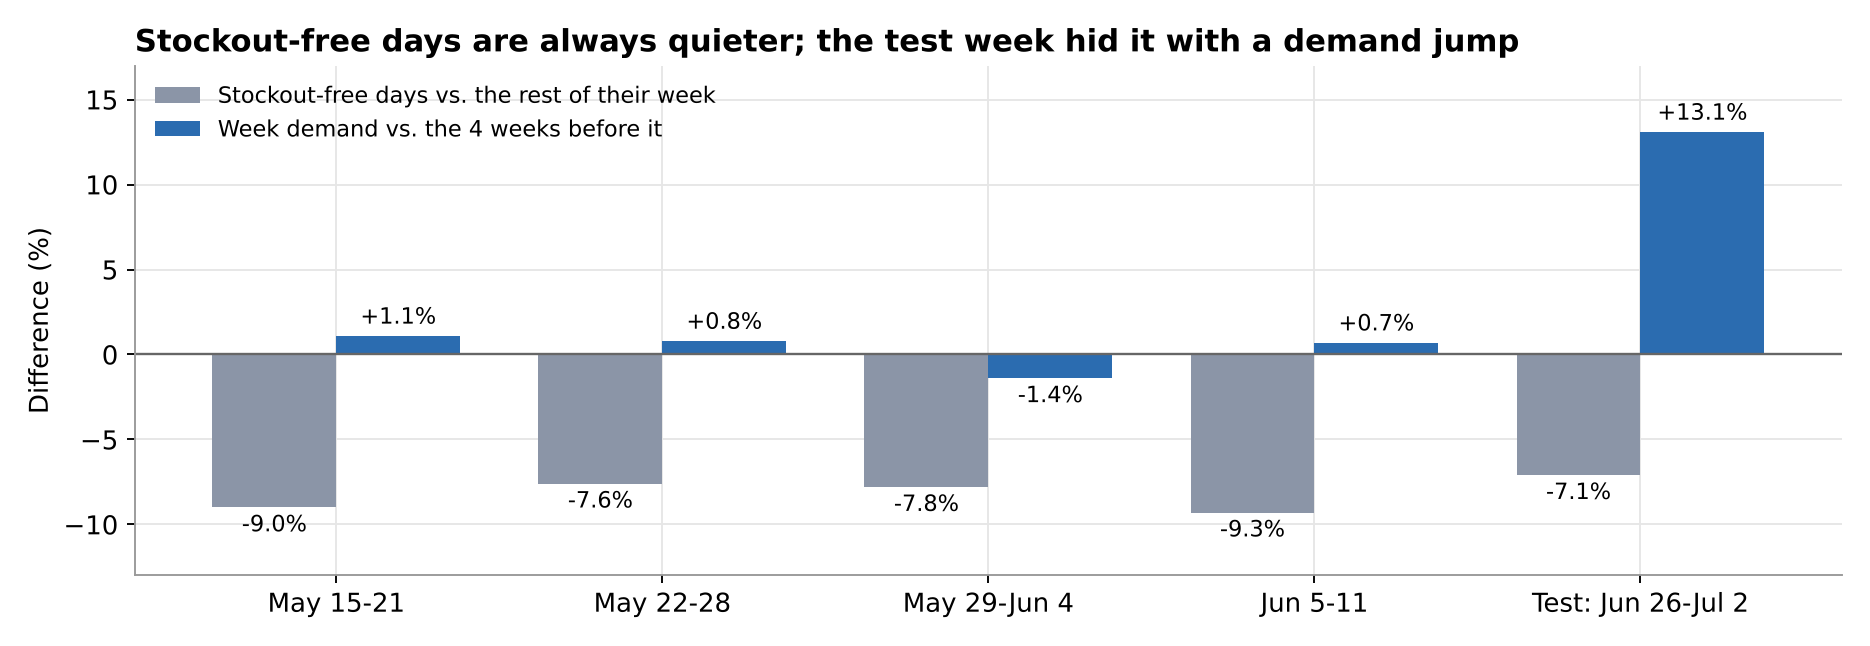 Stockout-free days are always quieter; the test week hid it with a demand jump
Stockout-free days vs. the rest of their week
Week demand vs. the 4 weeks before it
Difference (%)
15
10
5
0
−5
−10
-9.0%
+1.1%
-7.6%
+0.8%
-7.8%
-1.4%
-9.3%
+0.7%
-7.1%
+13.1%
May 15-21
May 22-28
May 29-Jun 4
Jun 5-11
Test: Jun 26-Jul 2